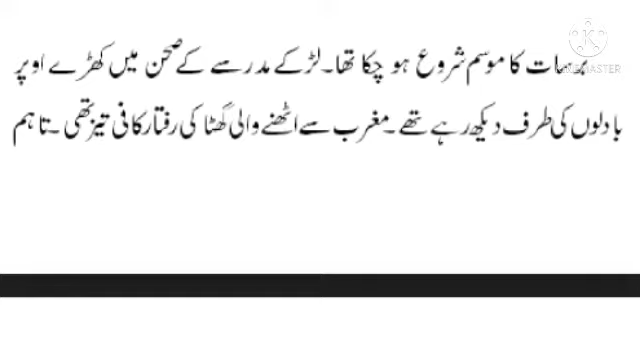 برسات کا موسم شروع ہو چکا تھا۔ لڑکے مدرسے کے صحن میں کھڑے اوپر
بادلوں کی طرف دیکھ رہے تھے۔ مغرب سے اٹھنے والی گھٹا کی رفتار کافی تیز تھی۔ تاہم